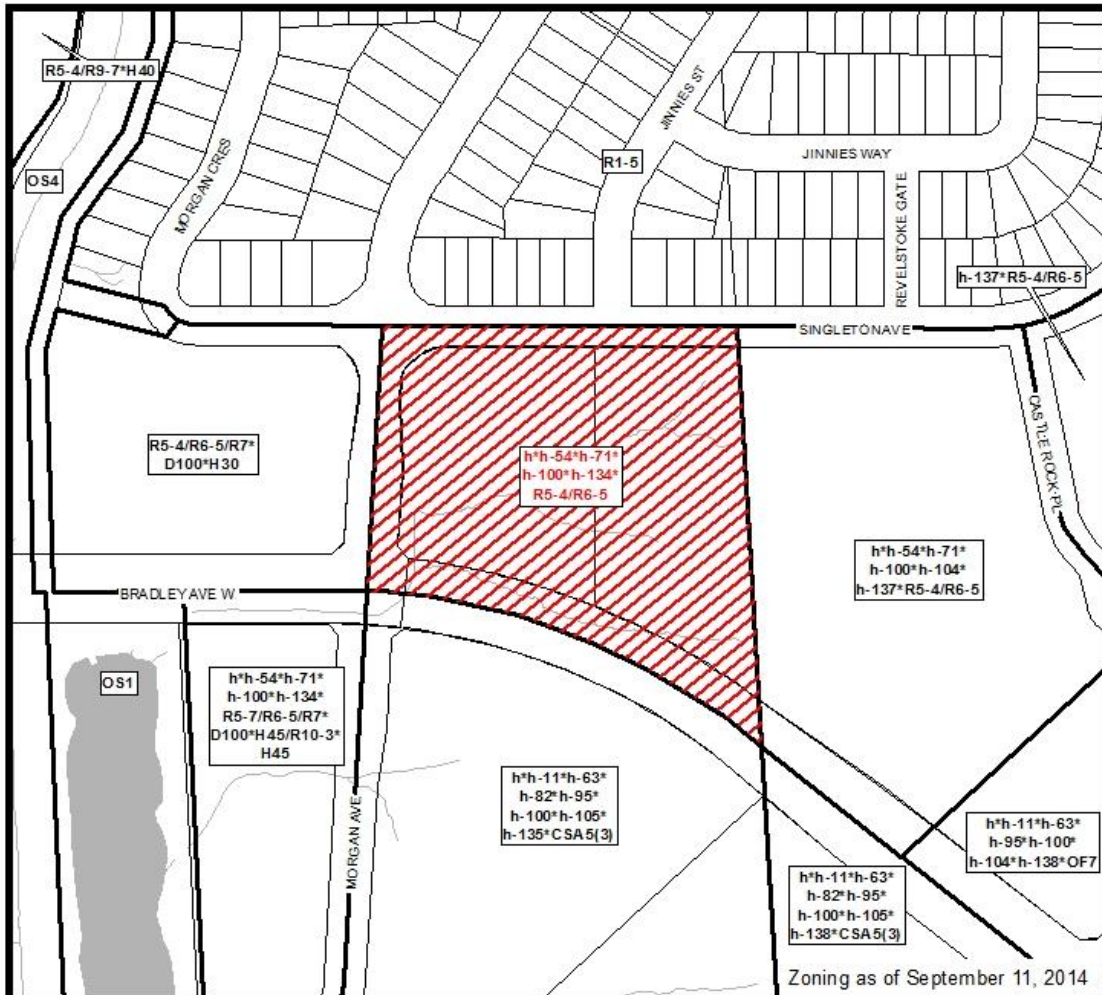 R5-4/R9-7*H40
OS4
MORGAN CRES
JINNIES ST
R1-5
JINNIES WAY
REVELSTOKE GATE
h-137*R5-4/R6-5
SINGLETON AVE
CASTLE ROCK PL
R5-4/R6-5/R7*
D100*H30
h*h-54*h-71*
h-100*h-134*
R5-4/R6-5
h*h-54*h-71*
h-100*h-104*
h-137*R5-4/R6-5
BRADLEY AVE W
OS1
h*h-54*h-71*
h-100*h-134*
R5-7/R6-5/R7*
D100*H45/R10-3*
H45
MORGAN AVE
h*h-11*h-63*
h-82*h-95*
h-100*h-105*
h-135*CSA5(3)
h*h-11*h-63*
h-95*h-100*
h-104*h-138*OF7
h*h-11*h-63*
h-82*h-95*
h-100*h-105*
h-138*CSA5(3)
Zoning as of September 11, 2014